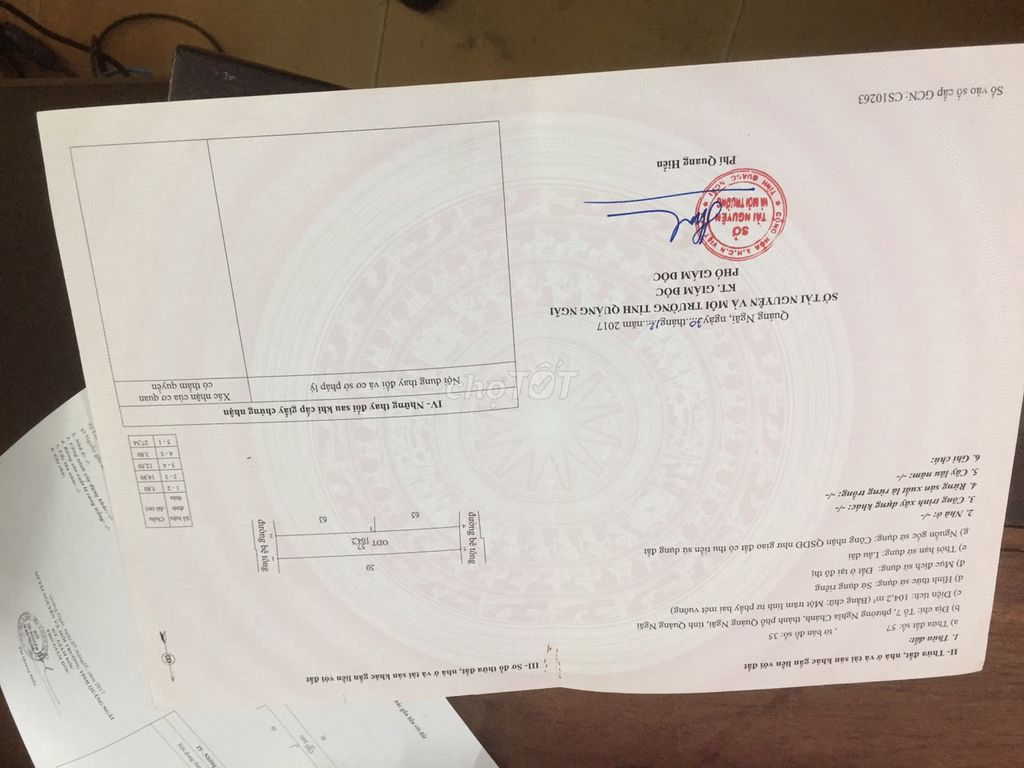 II - Thửa đất, nhà ở và tài sản khác gắn liền với đất
1. Thửa đất:
a) Thửa đất số: 57 , tờ bản đồ số: 35
b) Địa chỉ: Tổ 7, phường Nghĩa Chánh, thành phố Quảng Ngãi, tỉnh Quảng Ngãi
c) Diện tích: 104,2 m² (Bằng chữ: Một trăm linh tư phẩy hai mét vuông)
d) Hình thức sử dụng: Sử dụng riêng
đ) Mục đích sử dụng: Đất ở tại đô thị
e) Thời hạn sử dụng: Lâu dài
g) Nguồn gốc sử dụng: Công nhận QSDĐ như giao đất có thu tiền sử dụng đất
2. Nhà ở: -/-
3. Công trình xây dựng khác: -/-
4. Rừng sản xuất là rừng trồng: -/-
5. Cây lâu năm: -/-
6. Ghi chú:
Quảng Ngãi, ngày 20 tháng 12 năm 2017
SỞ TÀI NGUYÊN VÀ MÔI TRƯỜNG TỈNH QUẢNG NGÃI
KT. GIÁM ĐỐC
PHÓ GIÁM ĐỐC
SỞ
TÀI NGUYÊN
VÀ MÔI TRƯỜNG
Phí Quang Hiển
Số vào sổ cấp GCN: CS10263
III - Sơ đồ thửa đất, nhà ở và tài sản khác gắn liền với đất
50
đường bê tông
ODT 57
104,2
đường bê tông
63
62
Số hiệu đỉnh thửa
Chiều dài (m)
1 - 2 3,80
2 - 3 14,99
3 - 4 12,50
4 - 5 3,80
5 - 1 27,54
IV - Những thay đổi sau khi cấp giấy chứng nhận
Nội dung thay đổi và cơ sở pháp lý
Xác nhận của cơ quan
có thẩm quyền
chợTỐT